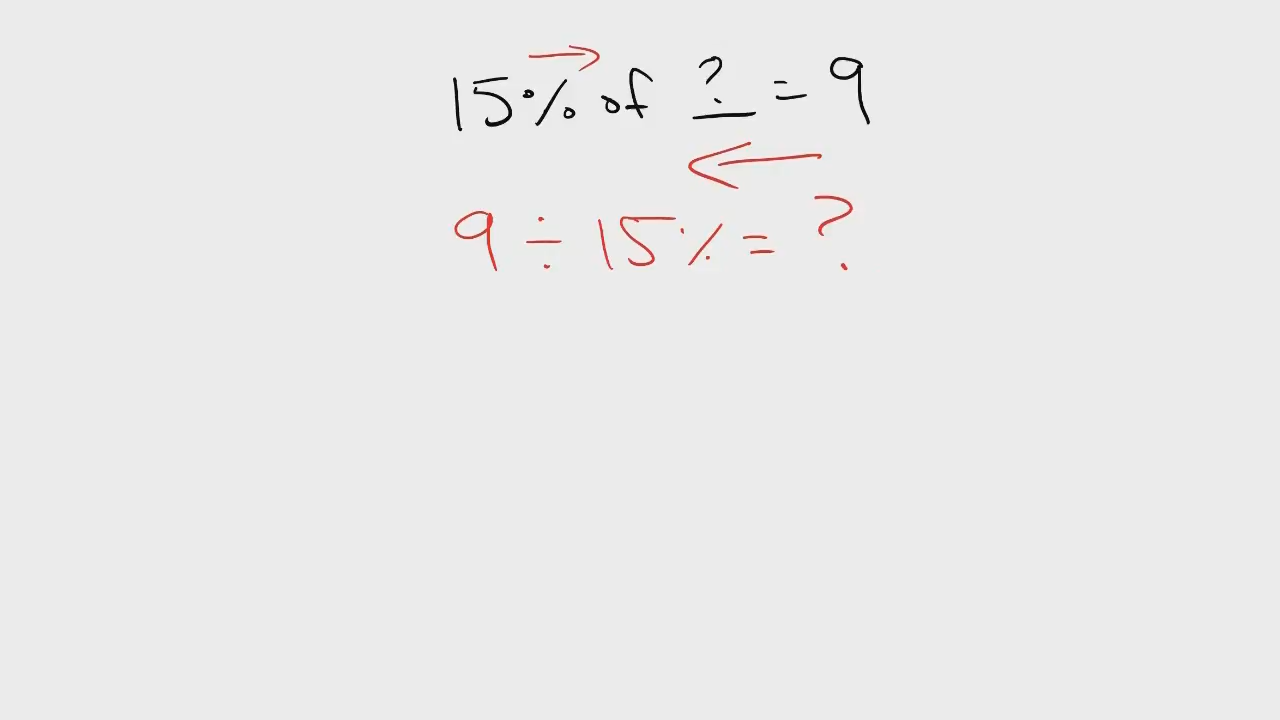 15% of ? = 9
9 ÷ 15% = ?